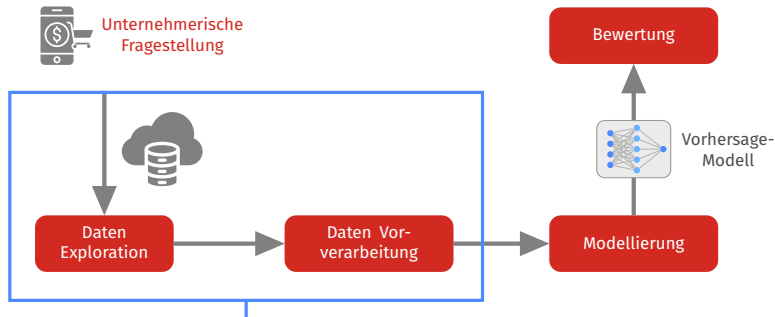 Unternehmerische
Fragestellung
Bewertung
Vorhersage-
Modell
Daten
Exploration
Daten Vor-
verarbeitung
Modellierung